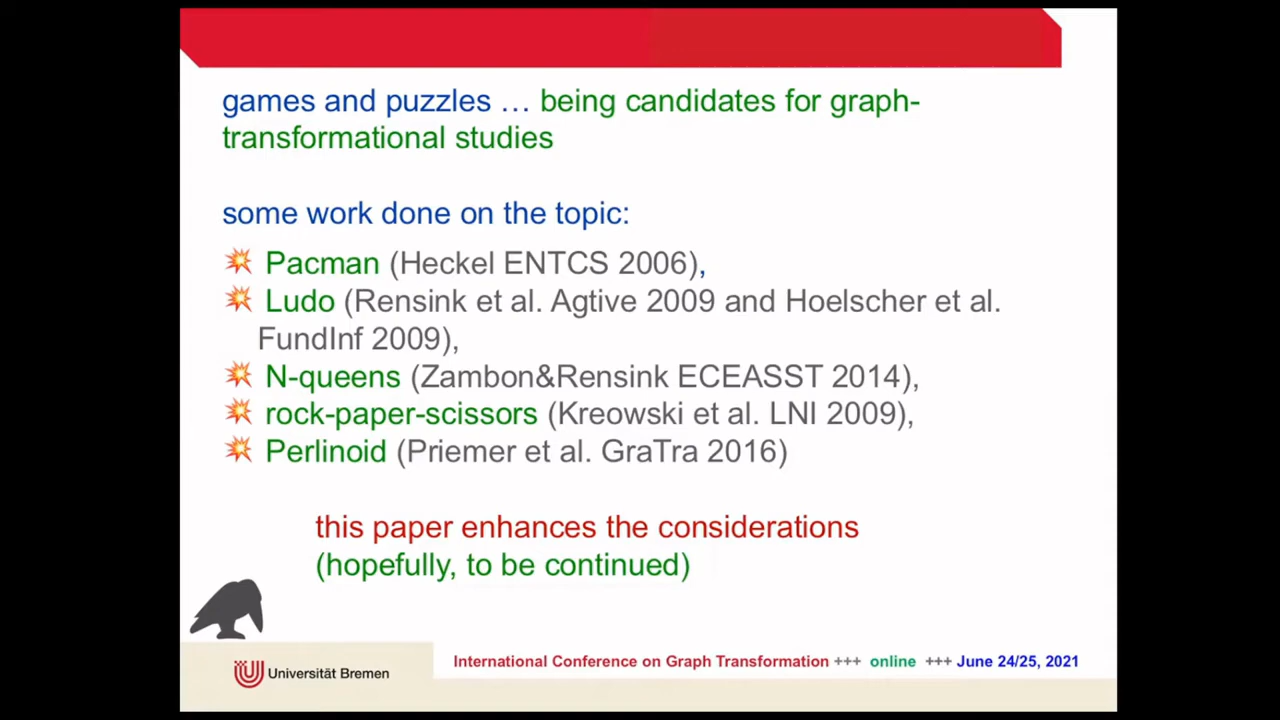 games and puzzles … being candidates for graph-
transformational studies
some work done on the topic:
Pacman (Heckel ENTCS 2006),
Ludo (Rensink et al. Agtive 2009 and Hoelscher et al.
FundInf 2009),
N-queens (Zambon&Rensink ECEASST 2014),
rock-paper-scissors (Kreowski et al. LNI 2009),
Perlinoid (Priemer et al. GraTra 2016)
this paper enhances the considerations
(hopefully, to be continued)
Universität Bremen
International Conference on Graph Transformation +++ online +++ June 24/25, 2021